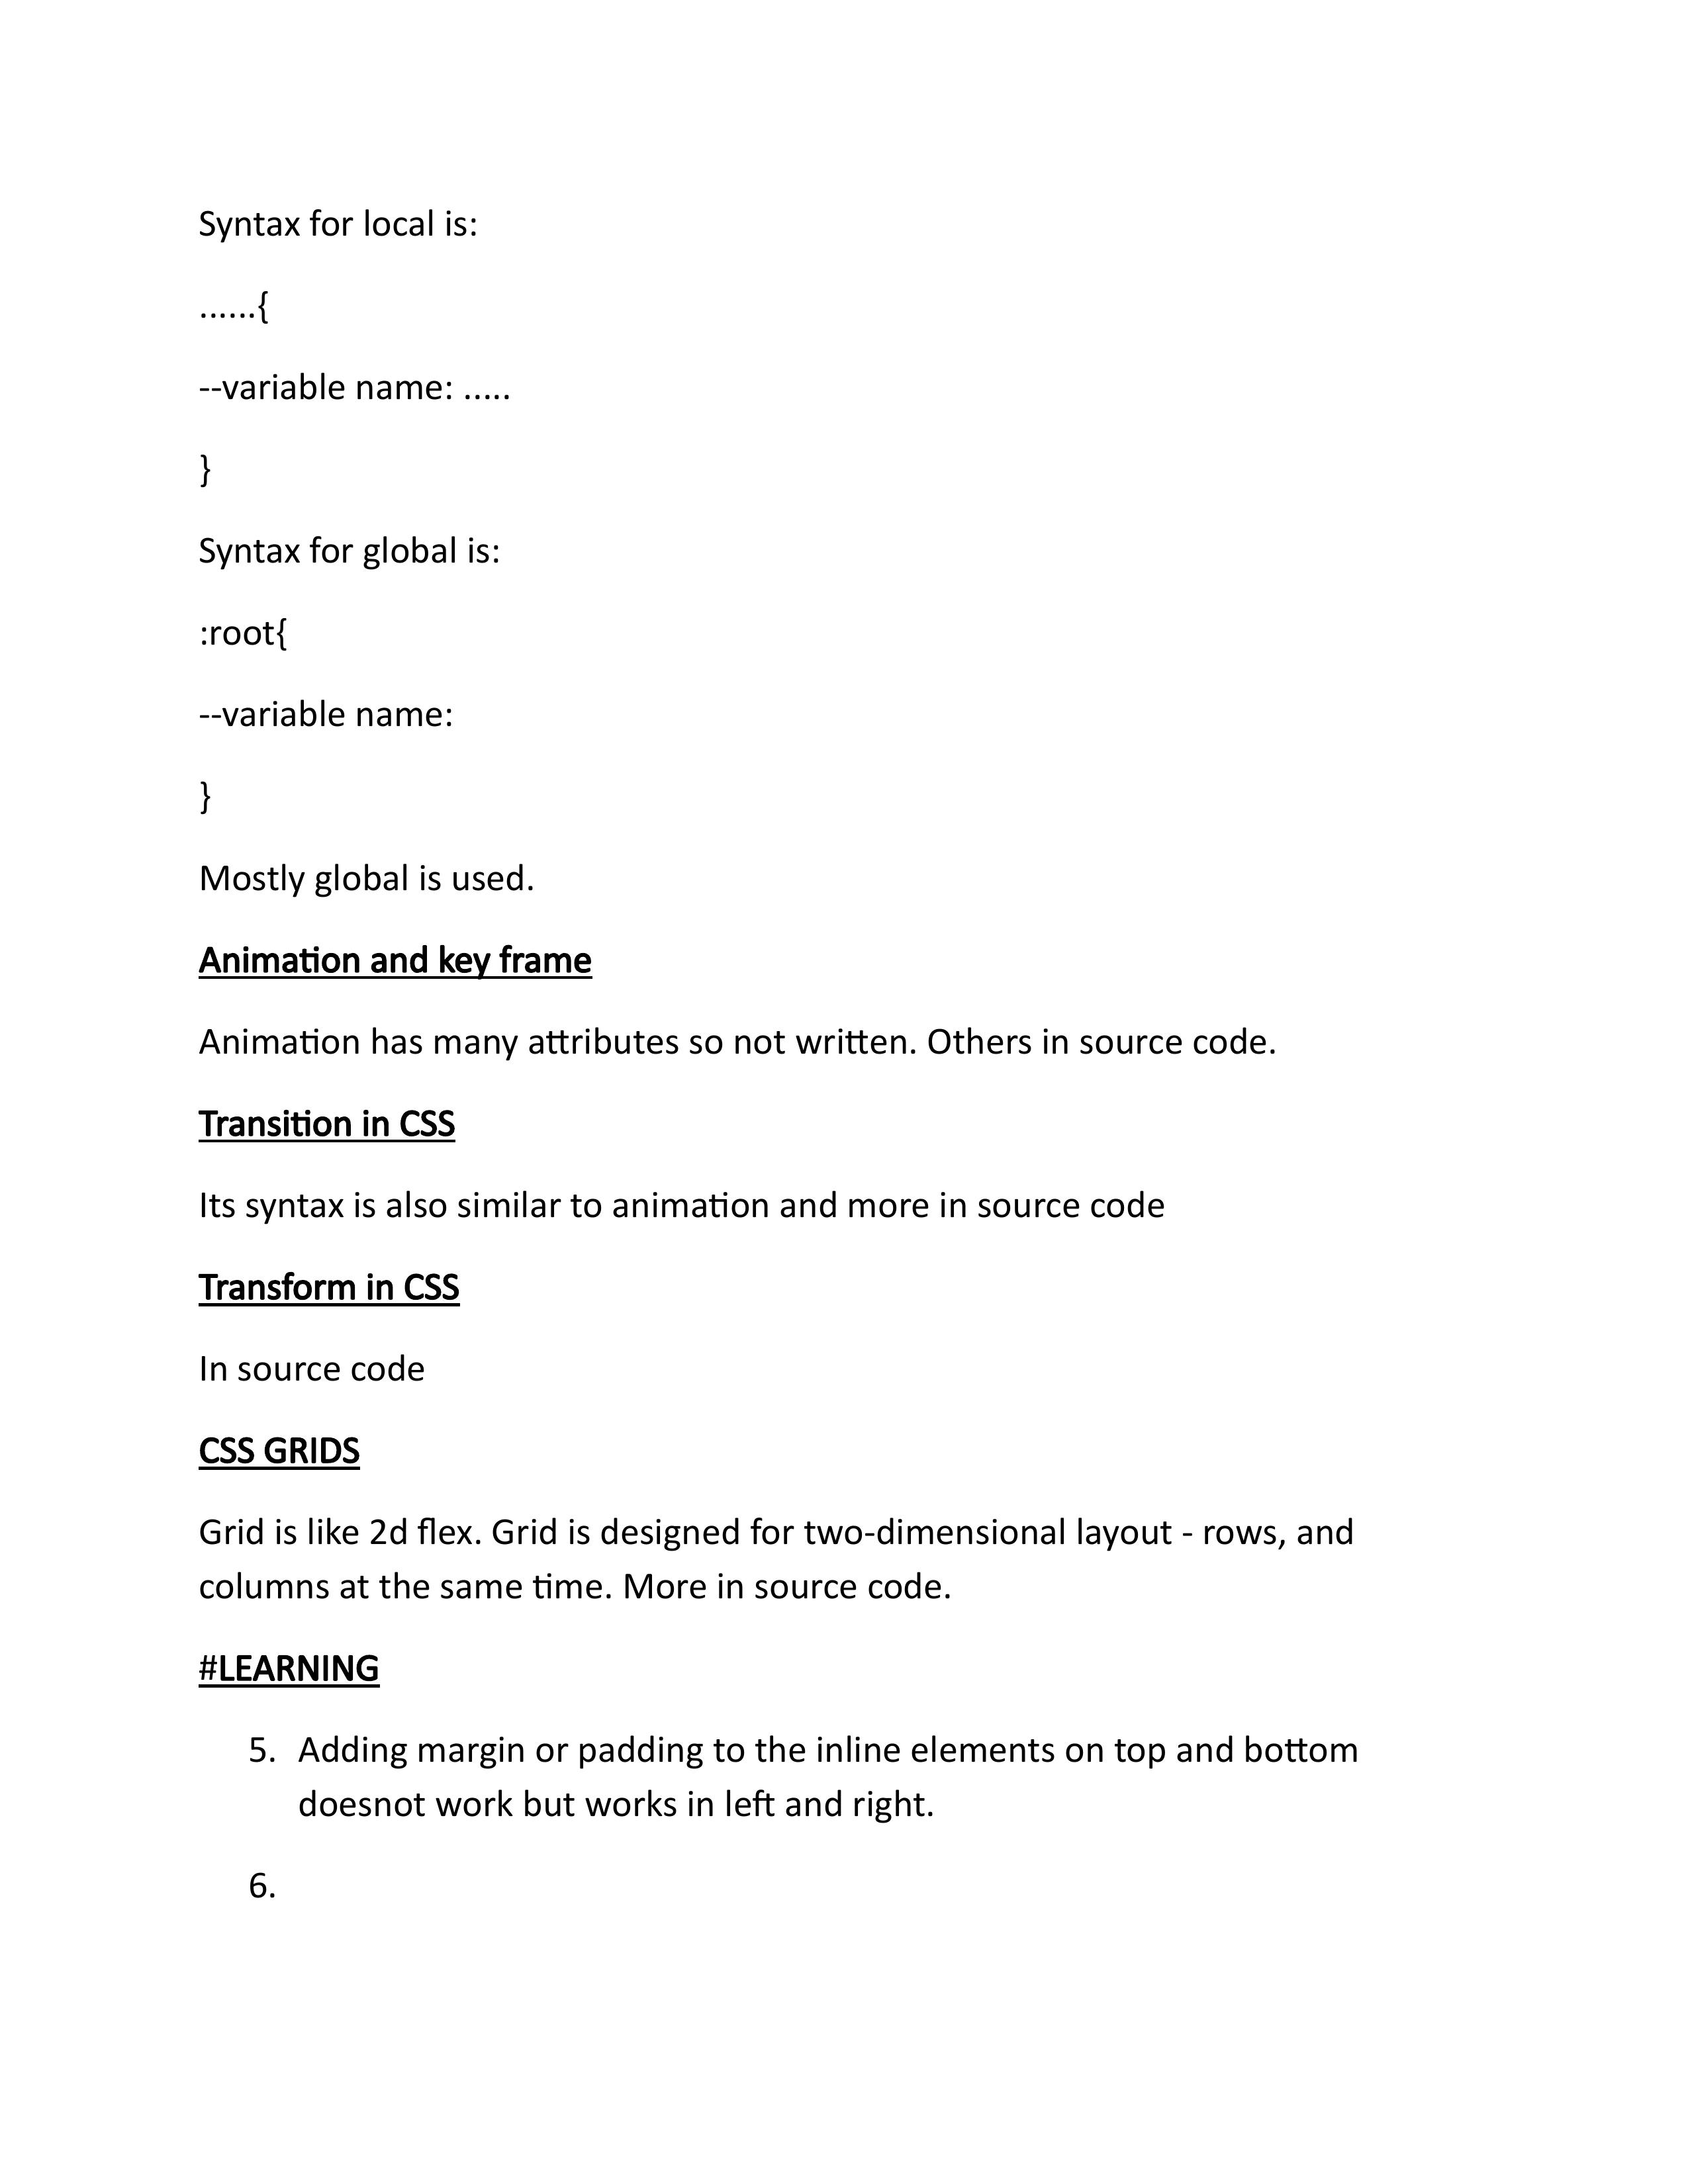 Syntax for local is:
......{
--variable name: .....
}
Syntax for global is:
:root{
--variable name:
}
Mostly global is used.
Animation and key frame
Animation has many attributes so not written. Others in source code.
Transition in CSS
Its syntax is also similar to animation and more in source code
Transform in CSS
In source code
CSS GRIDS
Grid is like 2d flex. Grid is designed for two-dimensional layout - rows, and
columns at the same time. More in source code.
#LEARNING
5. Adding margin or padding to the inline elements on top and bottom
doesnot work but works in left and right.
6.